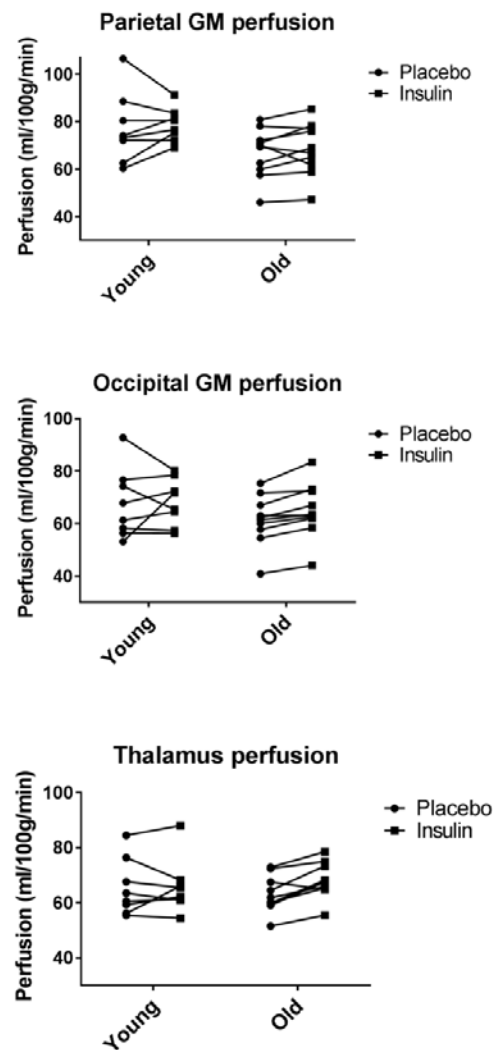 Parietal GM perfusion
Perfusion (ml/100g/min)
100
80
60
40
Young
Old
Placebo
Insulin
Occipital GM perfusion
Perfusion (ml/100g/min)
100
80
60
40
Young
Old
Placebo
Insulin
Thalamus perfusion
Perfusion (ml/100g/min)
100
80
60
40
Young
Old
Placebo
Insulin